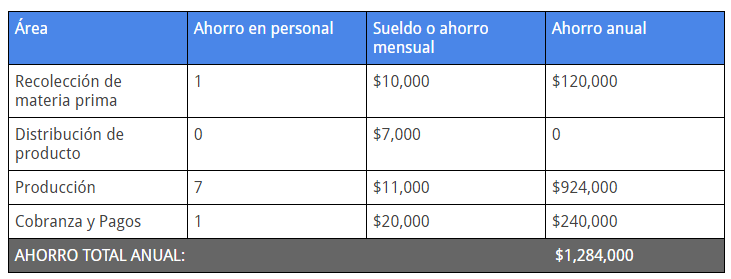 Área Ahorro en personal Sueldo o ahorro Ahorro anual
mensual
Recolección de 1 $10,000 $120,000
materia prima
Distribución de 0 $7,000 0
producto
Producción 7 $11,000 $924,000
Cobranza y Pagos 1 $20,000 $240,000
AHORRO TOTAL ANUAL: $1,284,000